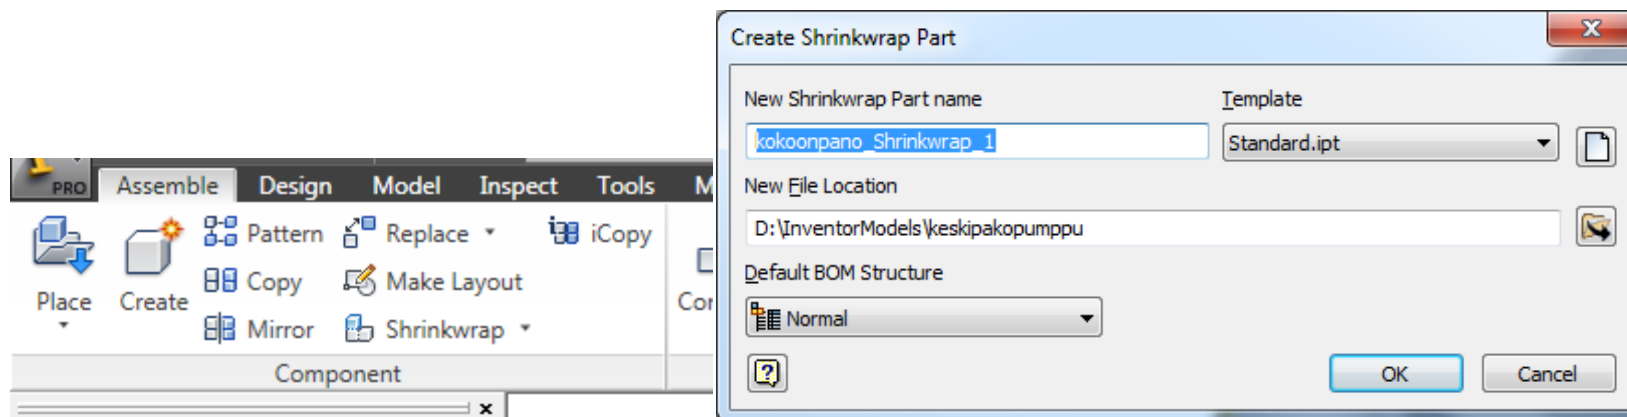 PRO Assemble Design Model Inspect Tools M
Pattern Replace iCopy
Copy Make Layout
Place Create Cor
Mirror Shrinkwrap
Component
x
Create Shrinkwrap Part
x
New Shrinkwrap Part name Template
kokoonpano_Shrinkwrap_1 Standard.ipt
New File Location
D:\InventorModels\keskipakopumppu
Default BOM Structure
Normal
? OK Cancel